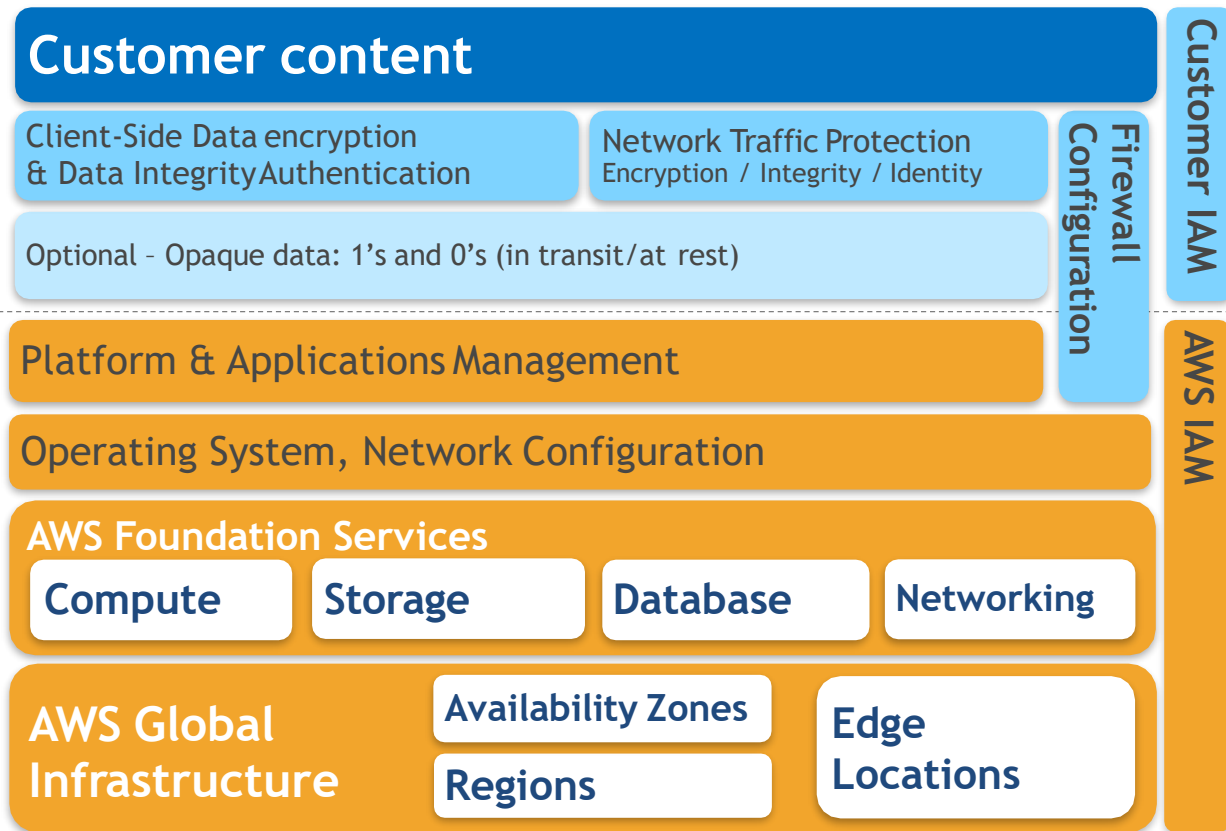 Customer content
Client-Side Data encryption
& Data Integrity Authentication
Network Traffic Protection
Encryption / Integrity / Identity
Firewall
Configuration
Customer IAM
Optional – Opaque data: 1’s and 0’s (in transit/at rest)
Platform & Applications Management
Operating System, Network Configuration
AWS IAM
AWS Foundation Services
Compute
Storage
Database
Networking
AWS Global
Infrastructure
Availability Zones
Regions
Edge
Locations